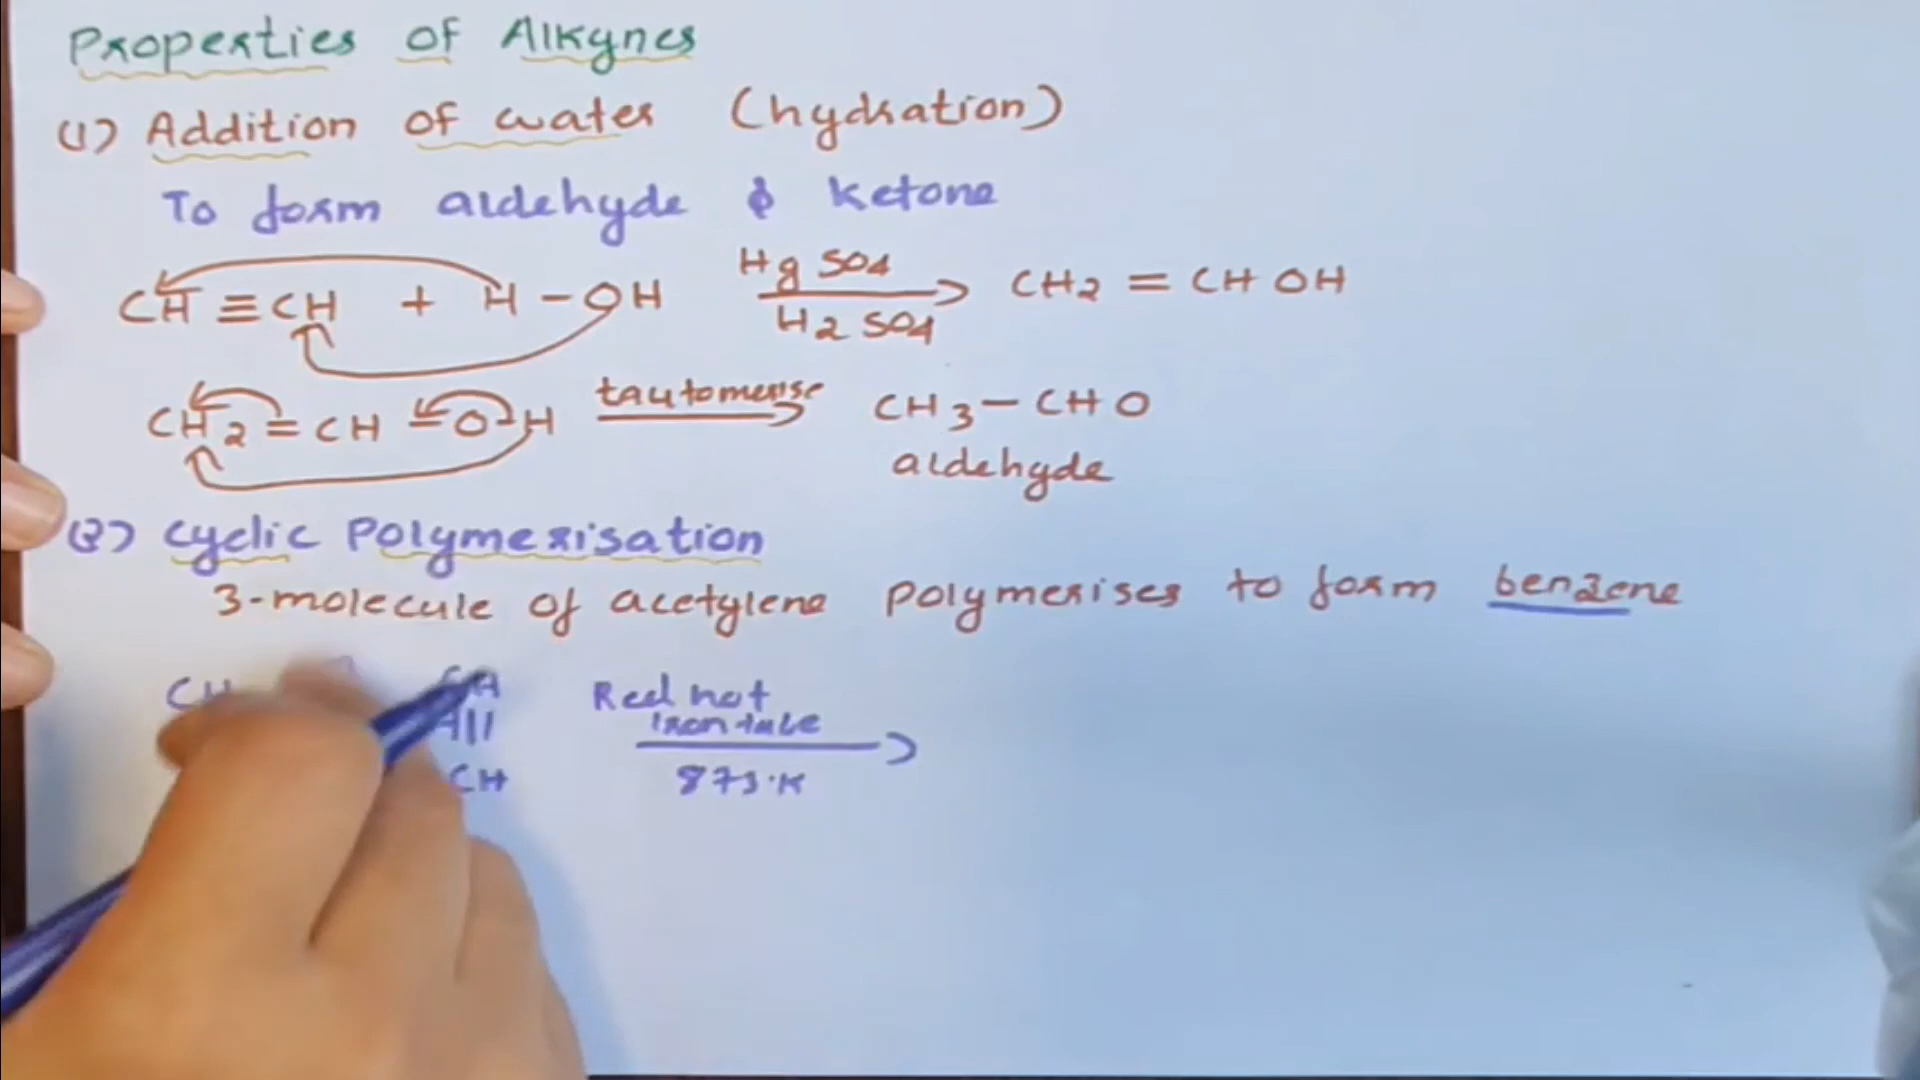 Properties of Alkynes
(1) Addition of water (hydration)
To form aldehyde & ketone
CH ≡ CH + H - OH HgSO4 / H2SO4 → CH2 = CHOH
CH2 = CH - O - H tautomerise → CH3 - CHO
aldehyde
(2) Cyclic Polymerisation
3-molecule of acetylene polymerises to form benzene
CH CH Red hot
Iron tube
CH 873·K